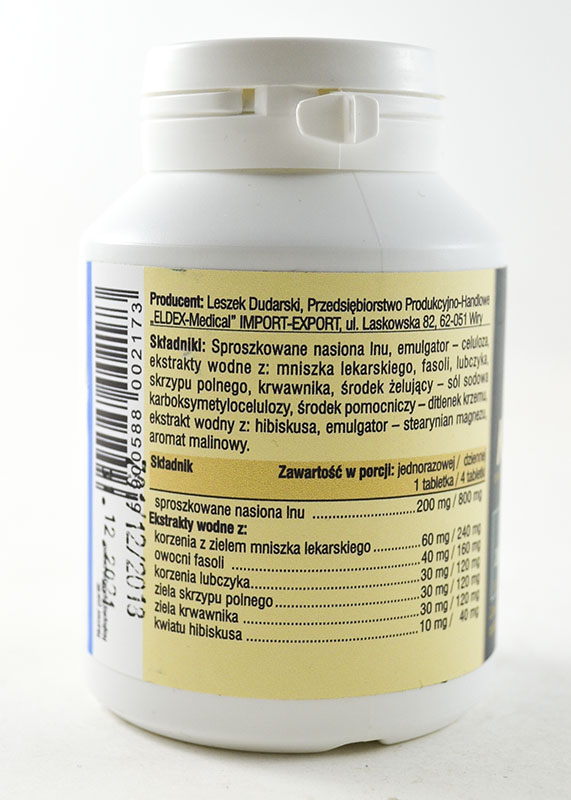 Producent: Leszek Dudarski, Przedsiębiorstwo Produkcyjno-Handlowe
„ELDEX-Medical” IMPORT-EXPORT, ul. Laskowska 82, 62-051 Wiry
Składniki: Sproszkowane nasiona lnu, emulgator – celuloza,
ekstrakty wodne z: mniszka lekarskiego, fasoli, lubczyka,
skrzypu polnego, krwawnika, środek żelujący – sól sodowa
karboksymetylocelulozy, środek pomocniczy – ditlenek krzemu,
ekstrakt wodny z: hibiskusa, emulgator – stearynian magnezu,
aromat malinowy.
Składnik Zawartość w porcji: jednorazowej / dziennej
1 tabletka / 4 tabletki
sproszkowane nasiona lnu 200 mg / 800 mg
Ekstrakty wodne z:
korzenia z zielem mniszka lekarskiego 60 mg / 240 mg
owocni fasoli 40 mg / 160 mg
korzenia lubczyka 30 mg / 120 mg
ziela skrzypu polnego 30 mg / 120 mg
ziela krwawnika 30 mg / 120 mg
kwiatu hibiskusa 10 mg / 40 mg
000588 002173
12/2018
12.2021